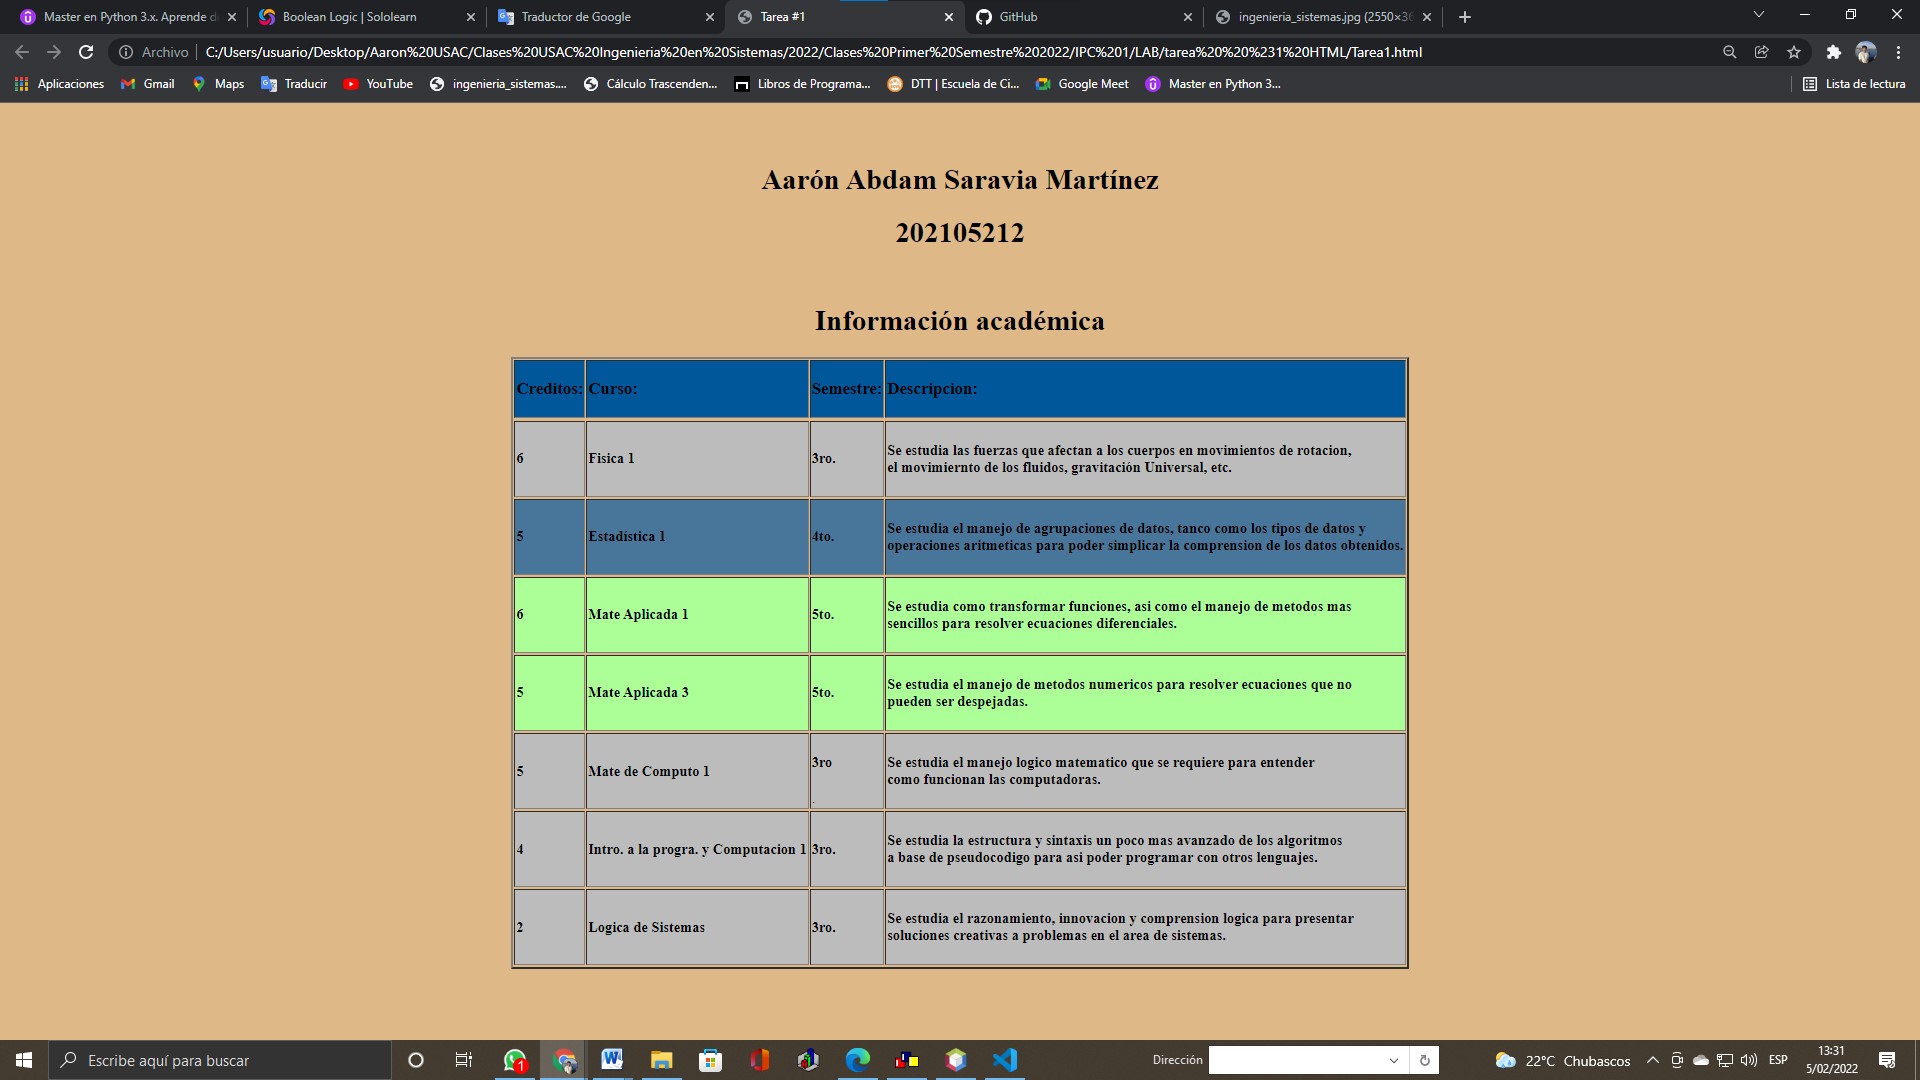 Master en Python 3.x. Aprende d
Boolean Logic | Sololearn
Traductor de Google
Tarea #1
GitHub
ingenieria_sistemas.jpg (2550×36
Archivo
C:/Users/usuario/Desktop/Aaron%20USAC/Clases%20USAC%20Ingenieria%20en%20Sistemas/2022/Clases%20Primer%20Semestre%202022/IPC%201/LAB/tarea%20%20%231%20HTML/Tarea1.html
Aplicaciones
Gmail
Maps
Traducir
YouTube
ingenieria_sistemas....
Cálculo Trascenden...
Libros de Programa...
DTT | Escuela de Ci...
Google Meet
Master en Python 3...
Lista de lectura
Aarón Abdam Saravia Martínez
202105212
Información académica
Creditos: Curso: Semestre: Descripcion:
6 Fisica 1 3ro. Se estudia las fuerzas que afectan a los cuerpos en movimientos de rotacion,
el movimiernto de los fluidos, gravitación Universal, etc.
5 Estadística 1 4to. Se estudia el manejo de agrupaciones de datos, tanco como los tipos de datos y
operaciones aritmeticas para poder simplicar la comprension de los datos obtenidos.
6 Mate Aplicada 1 5to. Se estudia como transformar funciones, asi como el manejo de metodos mas
sencillos para resolver ecuaciones diferenciales.
5 Mate Aplicada 3 5to. Se estudia el manejo de metodos numericos para resolver ecuaciones que no
pueden ser despejadas.
5 Mate de Computo 1 3ro Se estudia el manejo logico matematico que se requiere para entender
como funcionan las computadoras.
.
4 Intro. a la progra. y Computacion 1 3ro. Se estudia la estructura y sintaxis un poco mas avanzado de los algoritmos
a base de pseudocodigo para asi poder programar con otros lenguajes.
2 Logica de Sistemas 3ro. Se estudia el razonamiento, innovacion y comprension logica para presentar
soluciones creativas a problemas en el area de sistemas.
Escribe aquí para buscar
1
Dirección
22°C Chubascos
ESP
13:31
5/02/2022